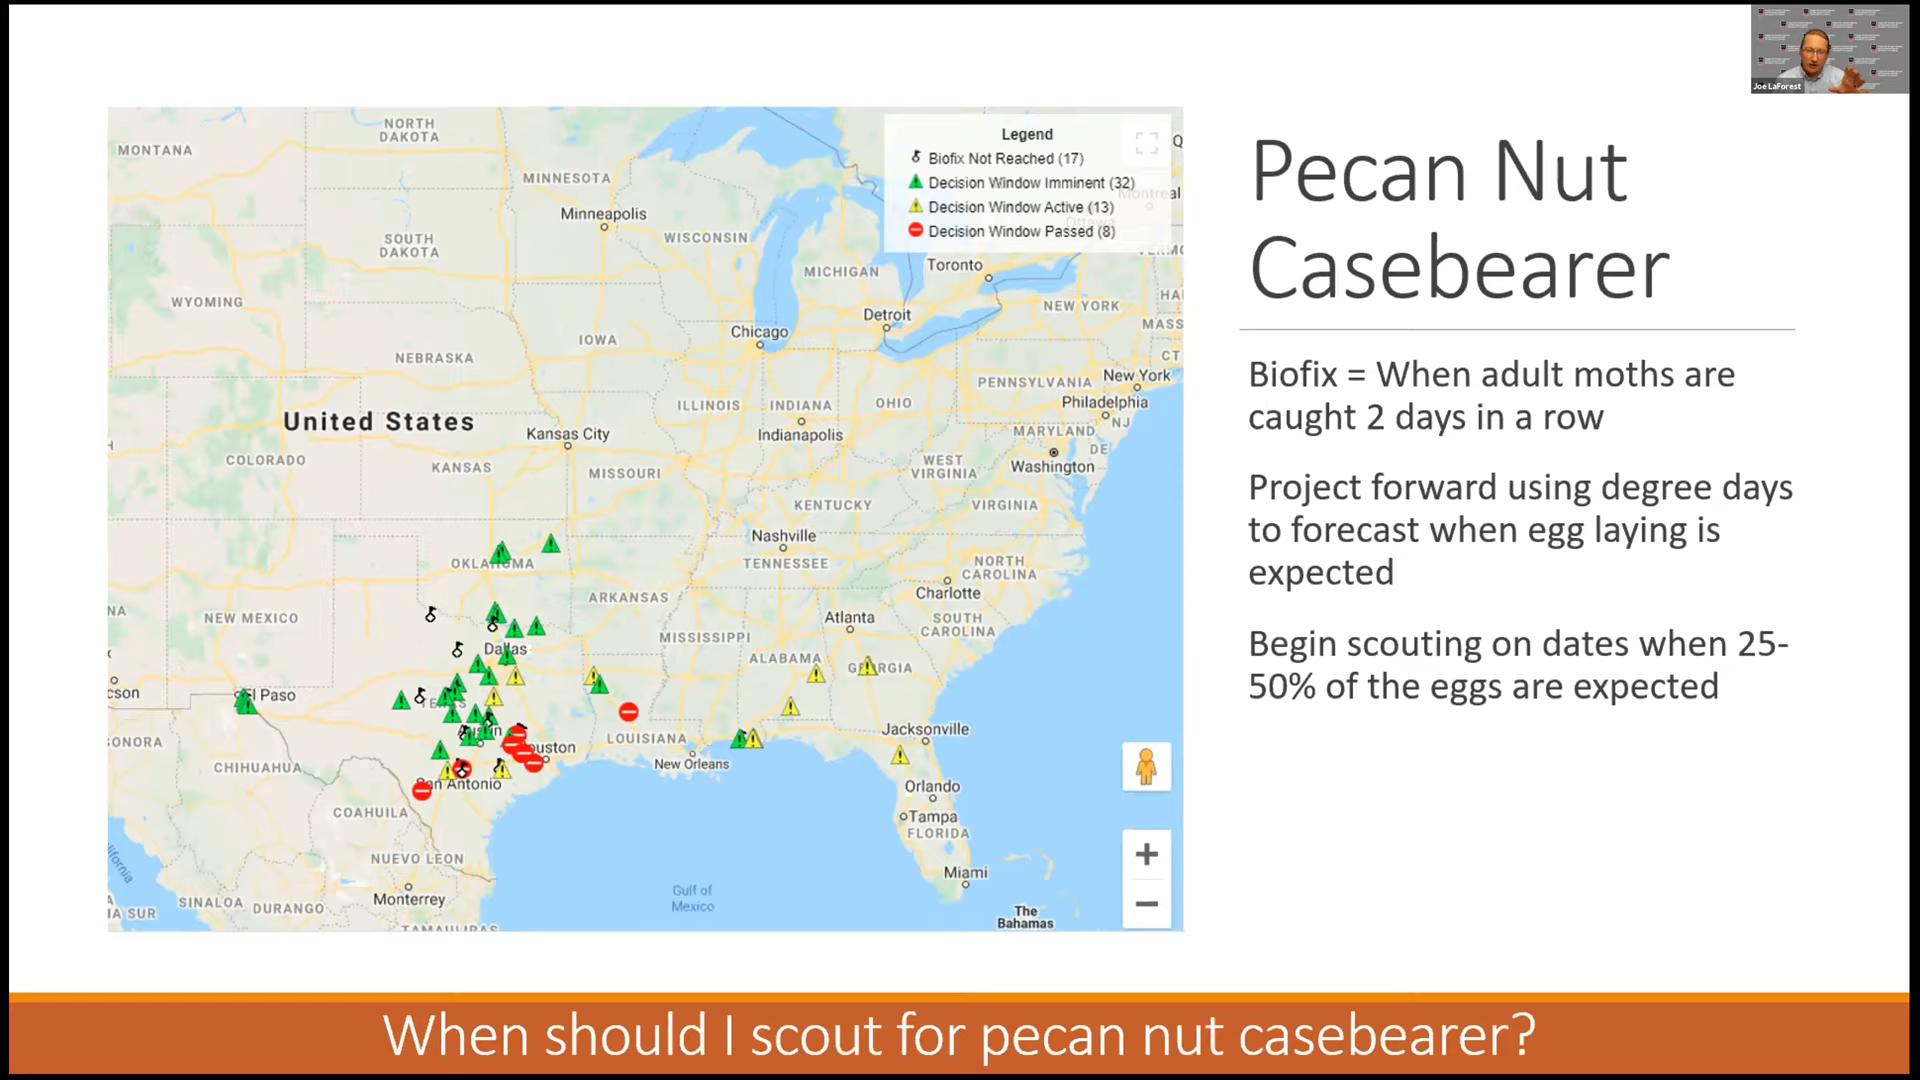 Joe LaForest
Pecan Nut
Casebearer
Biofix = When adult moths are
caught 2 days in a row
Project forward using degree days
to forecast when egg laying is
expected
Begin scouting on dates when 25-
50% of the eggs are expected
Legend
Biofix Not Reached (17)
Decision Window Imminent (32)
Decision Window Active (13)
Decision Window Passed (8)
MONTANA
NORTH
DAKOTA
MINNESOTA
Minneapolis
SOUTH
DAKOTA
WISCONSIN
MICHIGAN
Toronto
Montreal
Ottawa
VERMO
WYOMING
Detroit
NEW YORK
HA
MASS
Chicago
IOWA
NEBRASKA
CT
PENNSYLVANIA
New York
ILLINOIS
INDIANA
OHIO
Philadelphia
NJ
United States
Indianapolis
MARYLAND
DE
Kansas City
COLORADO
KANSAS
MISSOURI
WEST
VIRGINIA
Washington
KENTUCKY
VIRGINIA
Nashville
TENNESSEE
OKLAHOMA
NORTH
CAROLINA
Charlotte
ARKANSAS
NA
NEW MEXICO
Atlanta
SOUTH
CAROLINA
MISSISSIPPI
Dallas
ALABAMA
GEORGIA
cson
El Paso
TEXAS
Jacksonville
ONORA
Austin
Houston
LOUISIANA
New Orleans
CHIHUAHUA
San Antonio
Orlando
COAHUILA
Tampa
FLORIDA
NUEVO LEON
Miami
Monterrey
Gulf of
Mexico
SINALOA
DURANGO
IA SUR
The
Bahamas
TAMAULIPAS
When should I scout for pecan nut casebearer?